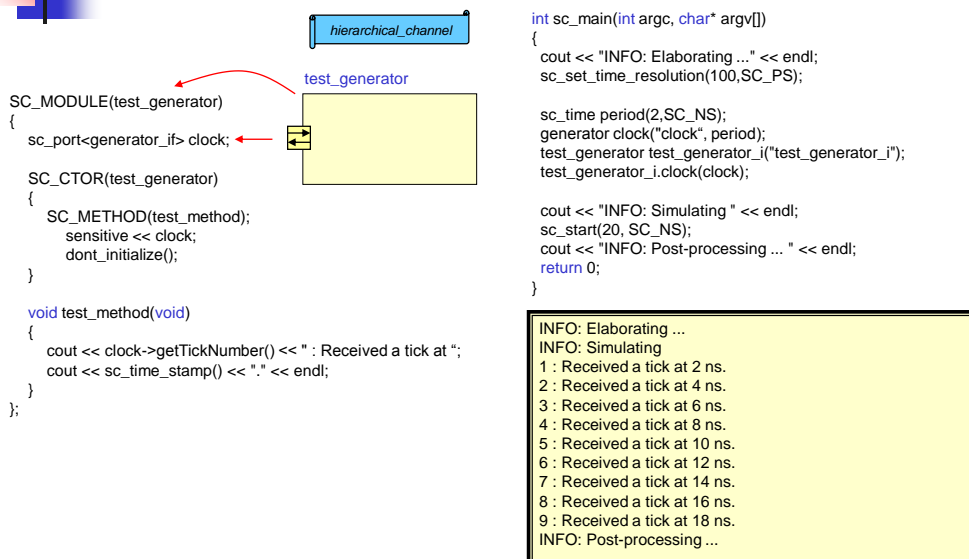 hierarchical_channel
test_generator
SC_MODULE(test_generator)
{
sc_port<generator_if> clock;
SC_CTOR(test_generator)
{
SC_METHOD(test_method);
sensitive << clock;
dont_initialize();
}
void test_method(void)
{
cout << clock->getTickNumber() << " : Received a tick at “;
cout << sc_time_stamp() << "." << endl;
}
};
int sc_main(int argc, char* argv[])
{
cout << "INFO: Elaborating ..." << endl;
sc_set_time_resolution(100,SC_PS);
sc_time period(2,SC_NS);
generator clock("clock“, period);
test_generator test_generator_i("test_generator_i");
test_generator_i.clock(clock);
cout << "INFO: Simulating " << endl;
sc_start(20, SC_NS);
cout << "INFO: Post-processing ... " << endl;
return 0;
}
INFO: Elaborating ...
INFO: Simulating
1 : Received a tick at 2 ns.
2 : Received a tick at 4 ns.
3 : Received a tick at 6 ns.
4 : Received a tick at 8 ns.
5 : Received a tick at 10 ns.
6 : Received a tick at 12 ns.
7 : Received a tick at 14 ns.
8 : Received a tick at 16 ns.
9 : Received a tick at 18 ns.
INFO: Post-processing ...